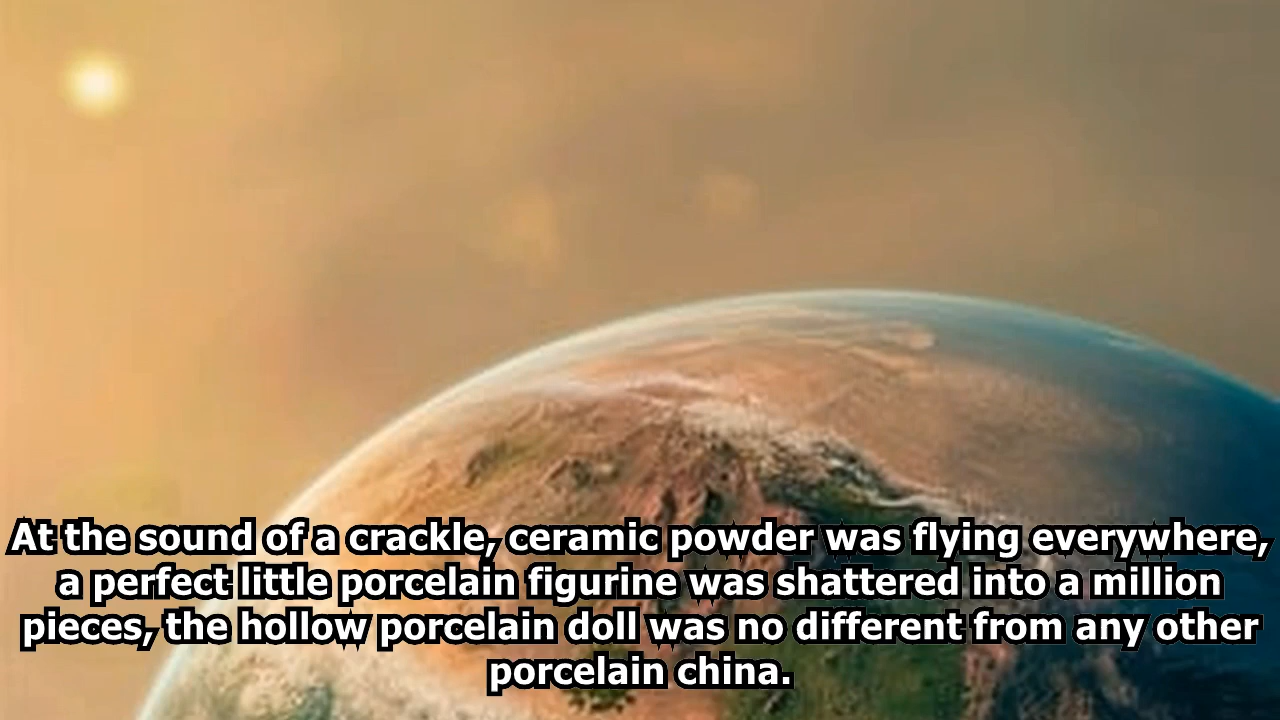 At the sound of a crackle, ceramic powder was flying everywhere,
a perfect little porcelain figurine was shattered into a million
pieces, the hollow porcelain doll was no different from any other
porcelain china.